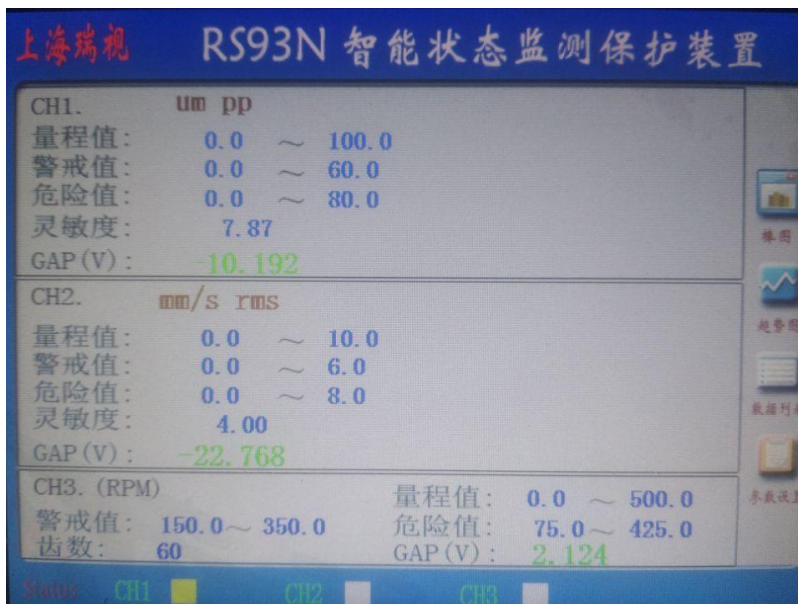 上海瑞视 RS93N 智能状态监测保护装置
CH1. um pp
量程值: 0.0 ~ 100.0
警戒值: 0.0 ~ 60.0
危险值: 0.0 ~ 80.0
灵敏度: 7.87
GAP(V): -10.192
棒图
CH2. mm/s rms
趋势图
量程值: 0.0 ~ 10.0
警戒值: 0.0 ~ 6.0
危险值: 0.0 ~ 8.0
数据列表
灵敏度: 4.00
GAP(V): -22.768
CH3. (RPM) 量程值: 0.0 ~ 500.0
参数设
警戒值: 150.0~ 350.0 危险值: 75.0~ 425.0
齿数: 60 GAP(V): 2.124
Status CH1 CH2 CH3